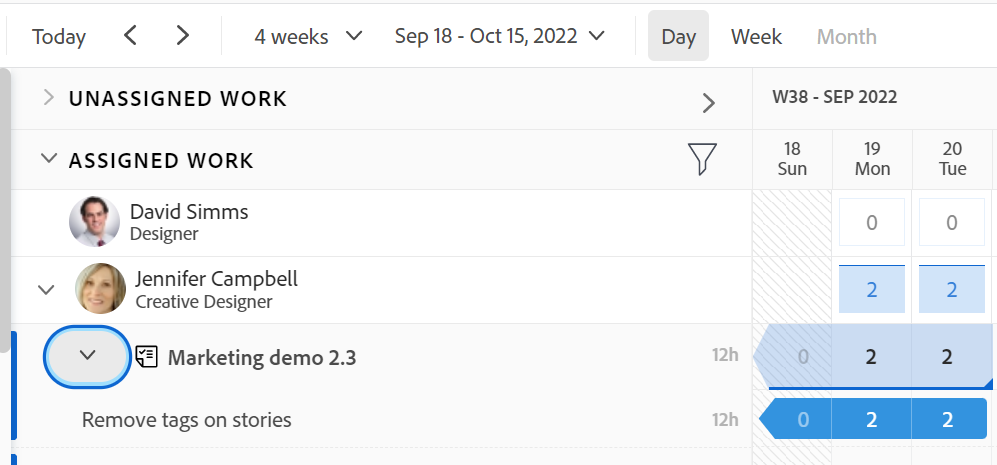 Today 4 weeks Sep 18 - Oct 15, 2022 Day Week Month
UNASSIGNED WORK W38 - SEP 2022
ASSIGNED WORK 18 19 20
Sun Mon Tue
David Simms 0 0
Designer
Jennifer Campbell 2 2
Creative Designer
Marketing demo 2.3 12h 0 2 2
Remove tags on stories 12h 0 2 2